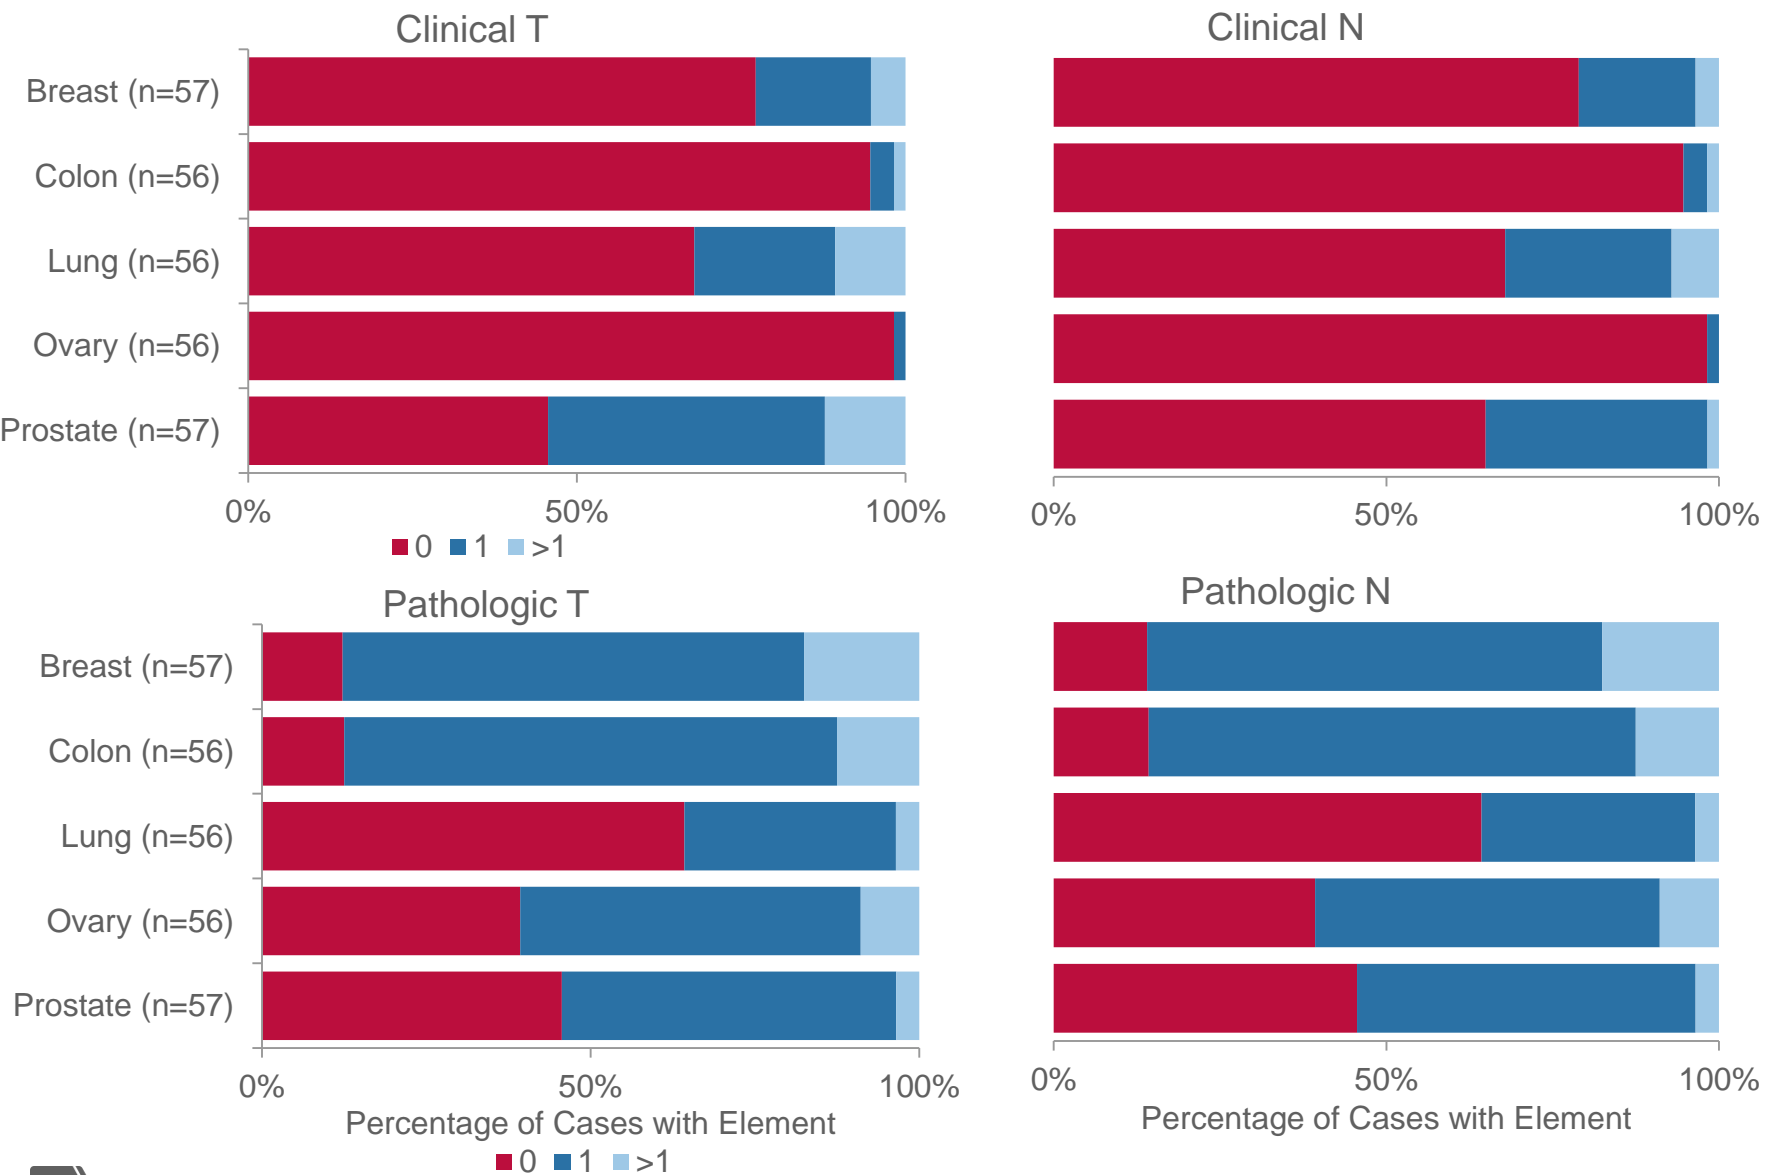 Clinical T
Breast (n=57)
Colon (n=56)
Lung (n=56)
Ovary (n=56)
Prostate (n=57)
0% 50% 100%
0 1 >1
Clinical N
0% 50% 100%
Pathologic T
Breast (n=57)
Colon (n=56)
Lung (n=56)
Ovary (n=56)
Prostate (n=57)
0% 50% 100%
Percentage of Cases with Element
0 1 >1
Pathologic N
0% 50% 100%
Percentage of Cases with Element